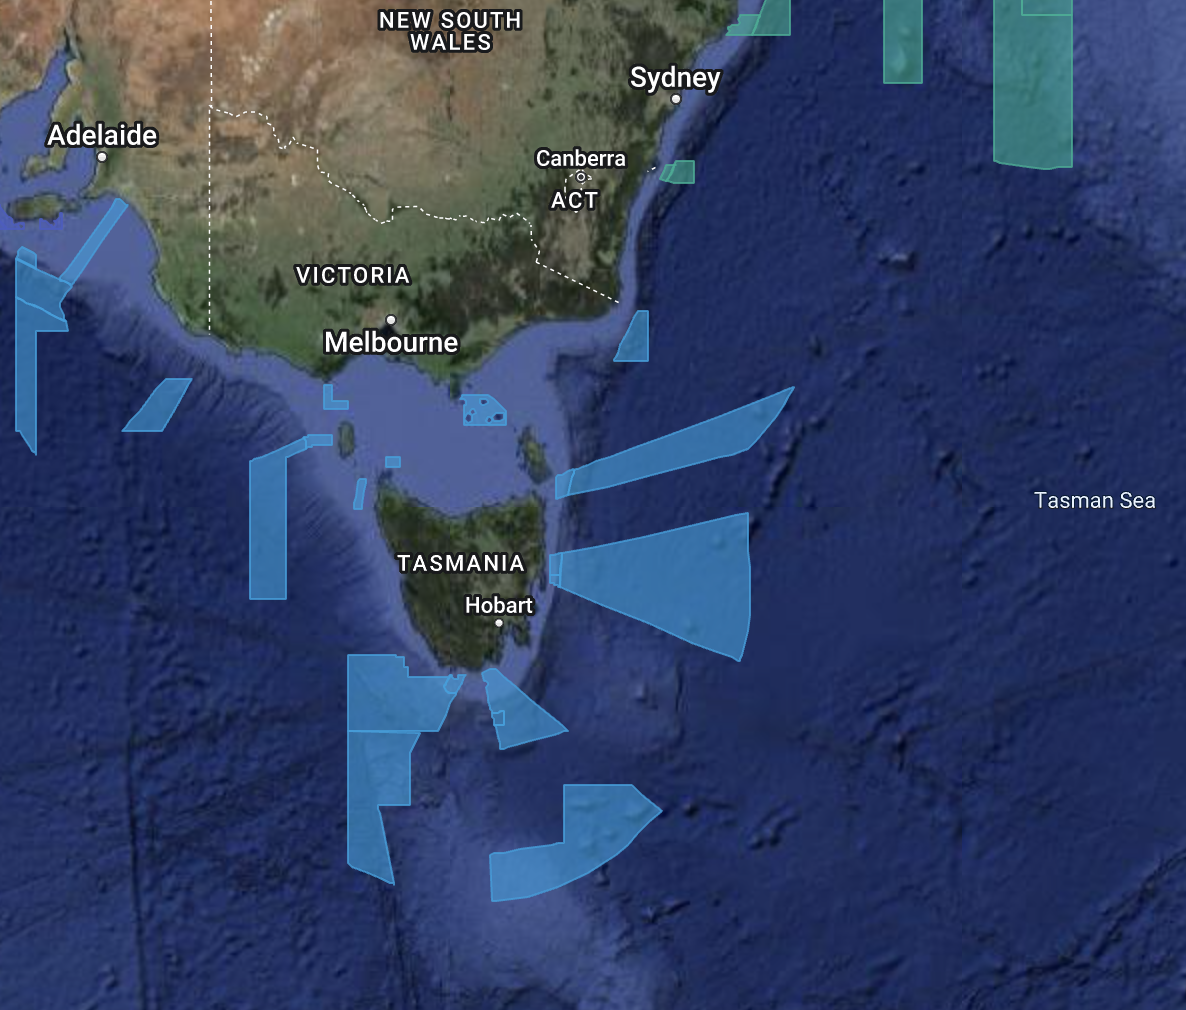 NEW SOUTH
WALES
Sydney
Adelaide
Canberra
ACT
VICTORIA
Melbourne
Tasman Sea
TASMANIA
Hobart